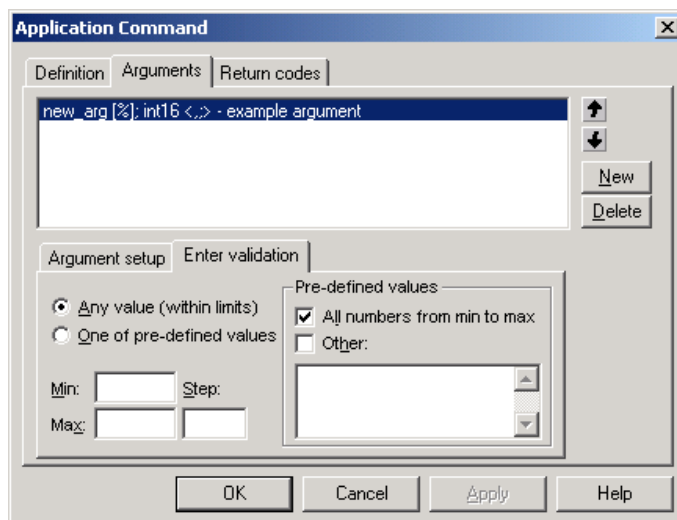 Application Command
Definition Arguments Return codes
new_arg [%]; int16 <,,> - example argument
New
Delete
Argument setup Enter validation
Pre-defined values
Any value (within limits)
All numbers from min to max
One of pre-defined values
Other:
Min: Step:
Max:
OK Cancel Apply Help